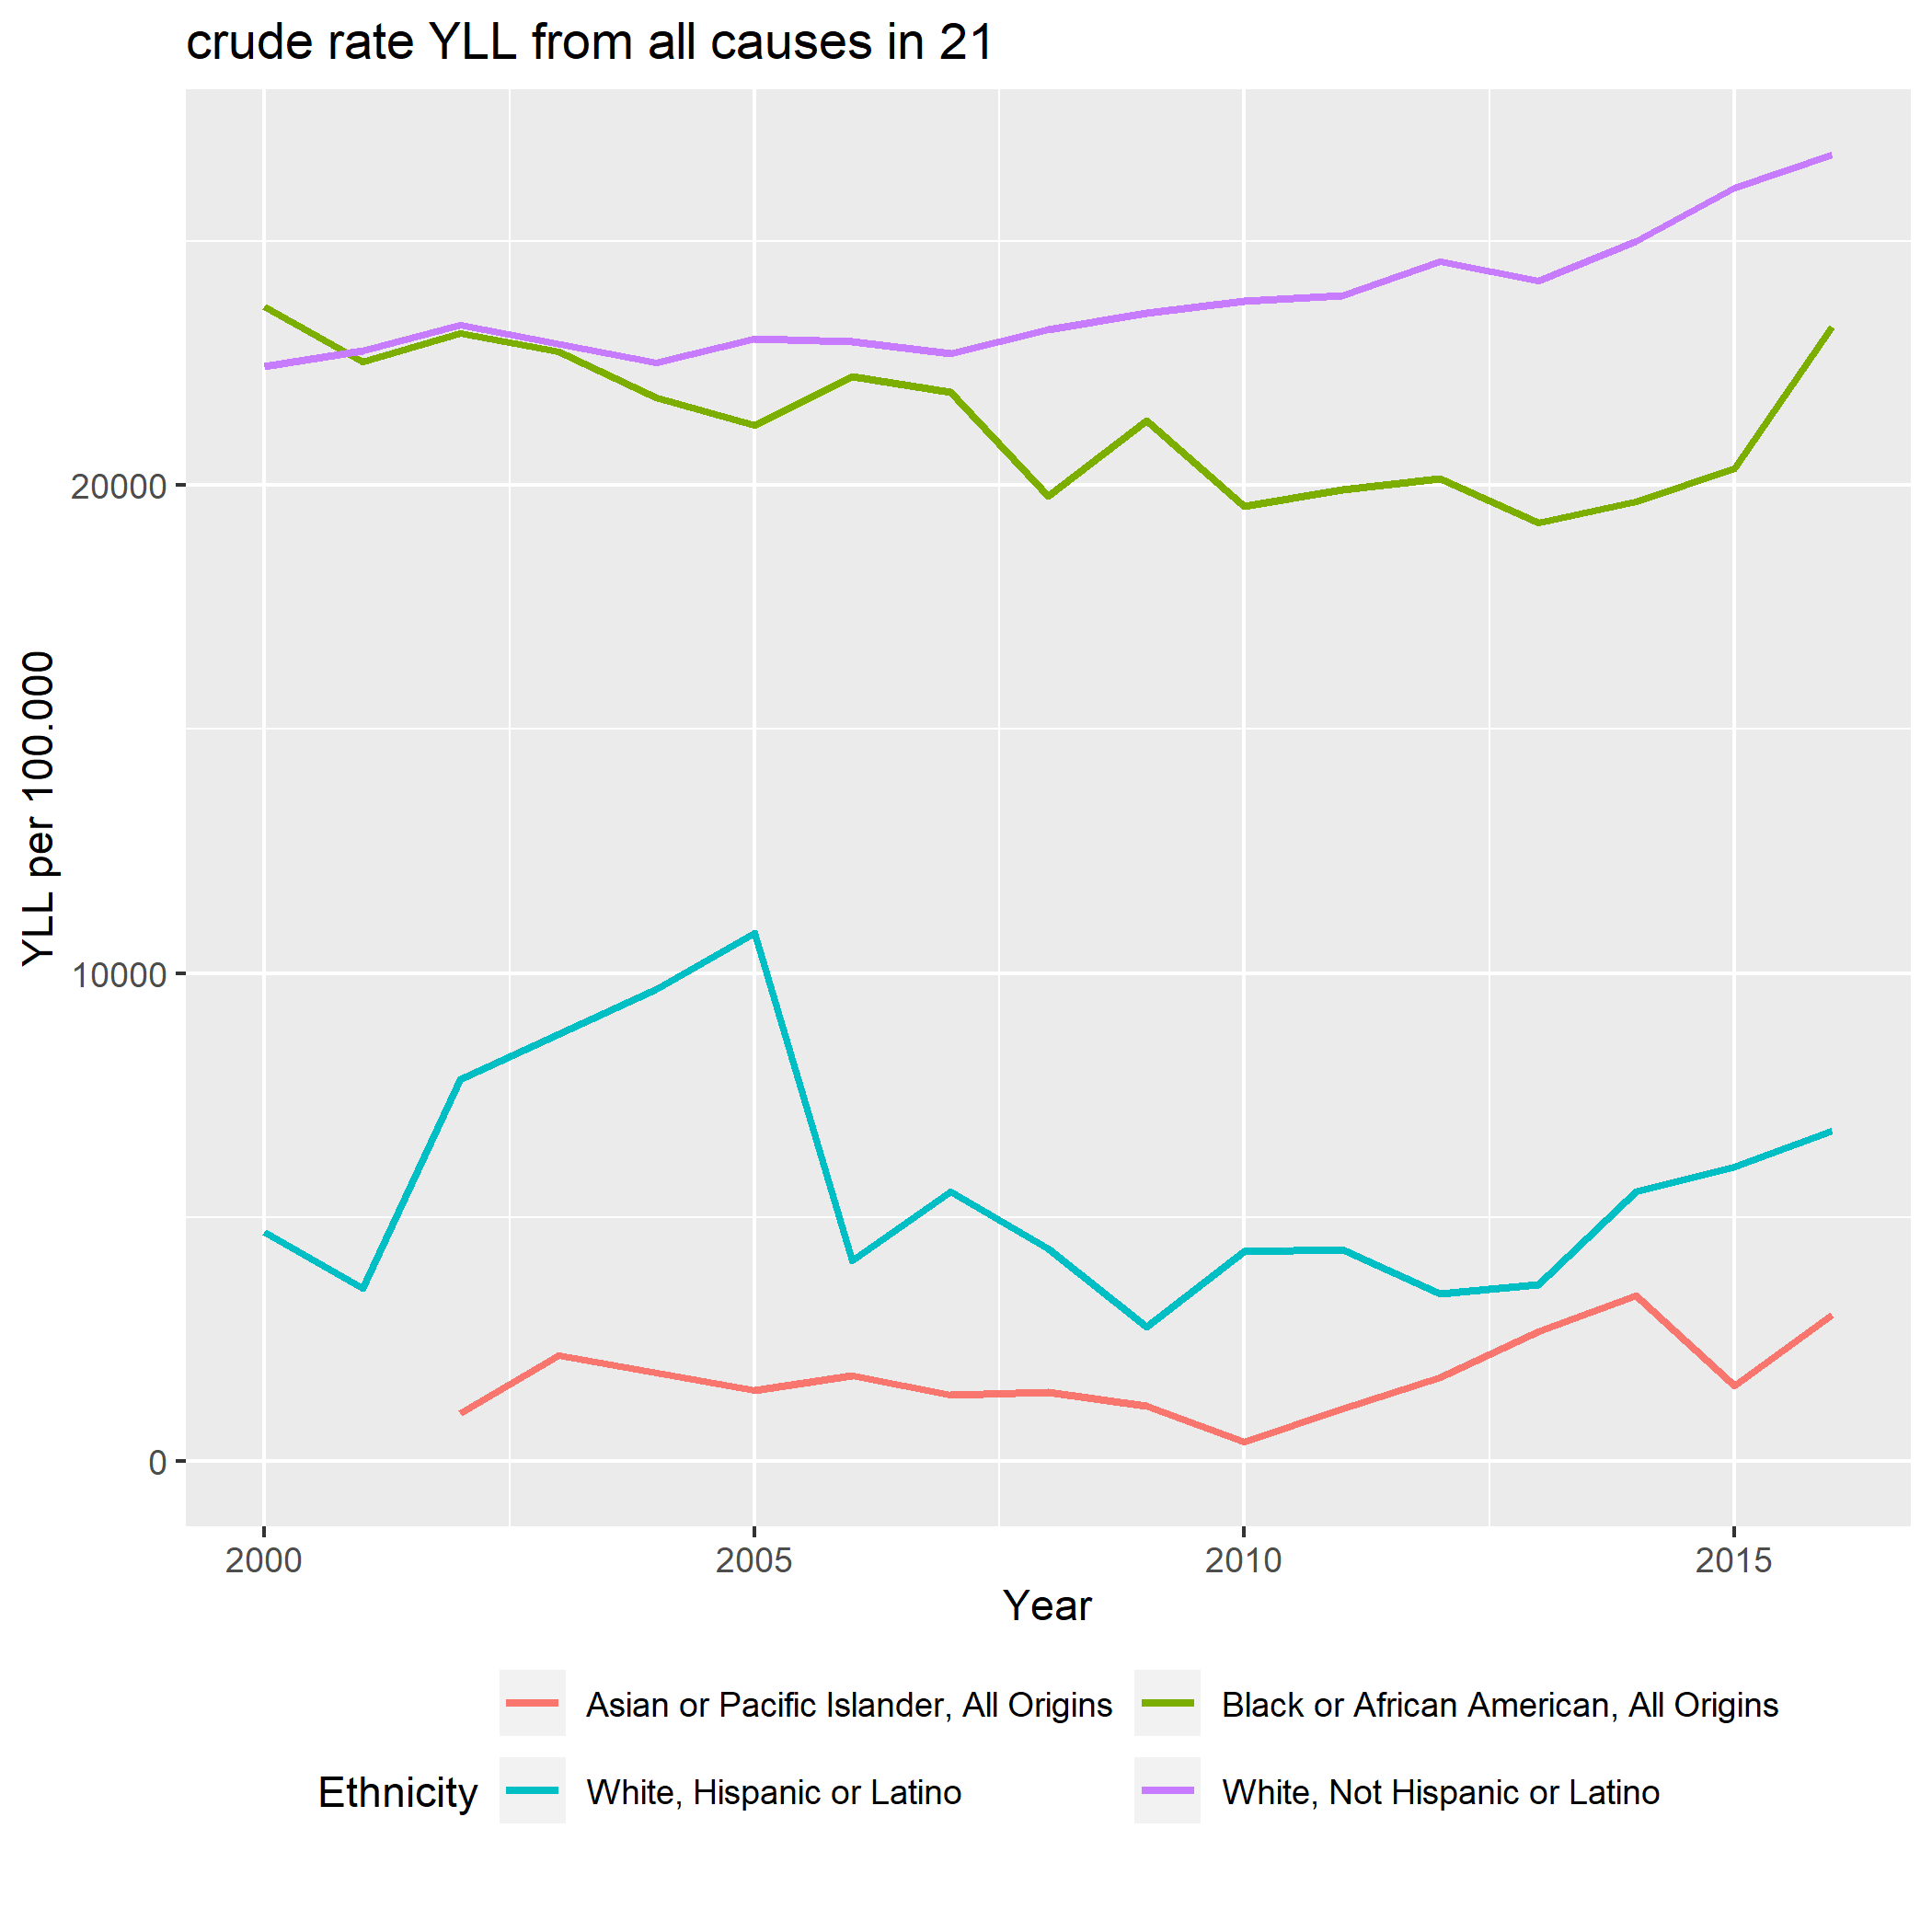 crude rate YLL from all causes in 21
YLL per 100.000
20000
10000
0
2000 2005 2010 2015
Year
Ethnicity
Asian or Pacific Islander, All Origins
Black or African American, All Origins
White, Hispanic or Latino
White, Not Hispanic or Latino